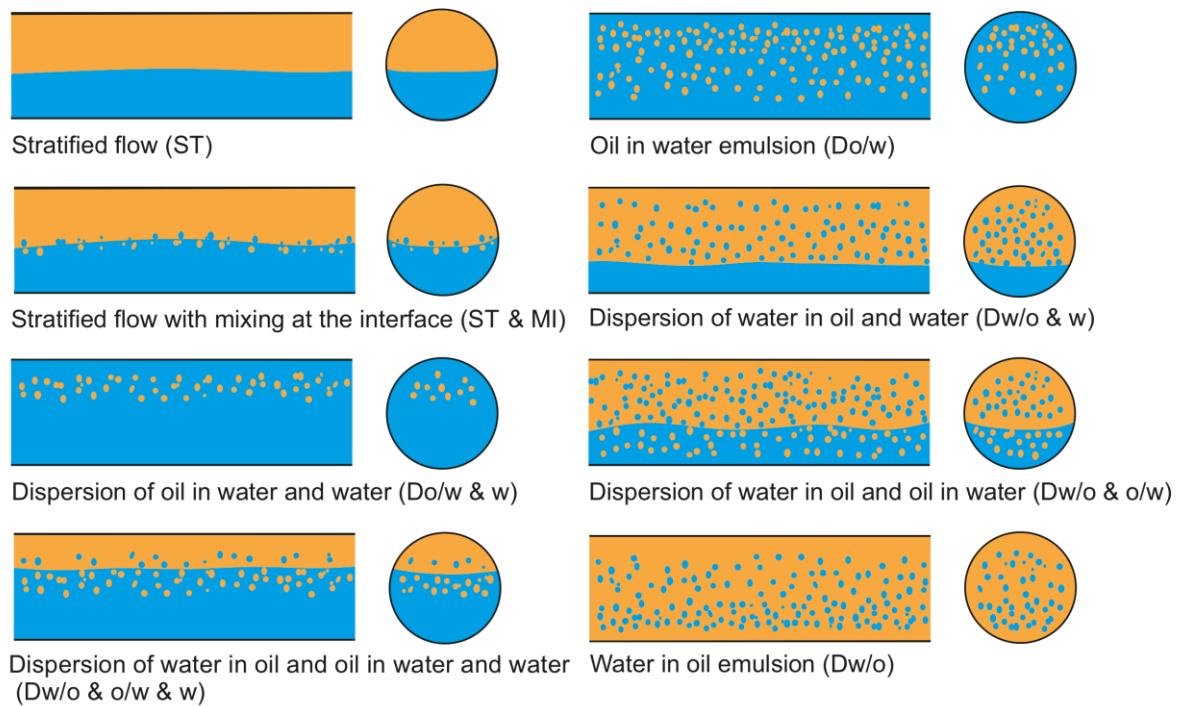 Stratified flow (ST)
Oil in water emulsion (Do/w)
Stratified flow with mixing at the interface (ST & MI)
Dispersion of water in oil and water (Dw/o & w)
Dispersion of oil in water and water (Do/w & w)
Dispersion of water in oil and oil in water (Dw/o & o/w)
Dispersion of water in oil and oil in water and water
(Dw/o & o/w & w)
Water in oil emulsion (Dw/o)